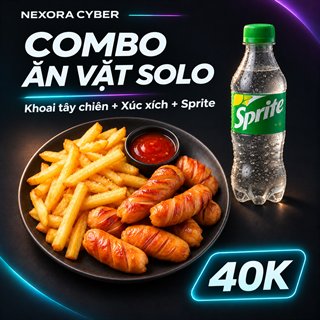 NEXORA CYBER
COMBO
ĂN VẶT SOLO
Khoai tây chiên + Xúc xích + Sprite
Sprite
40K